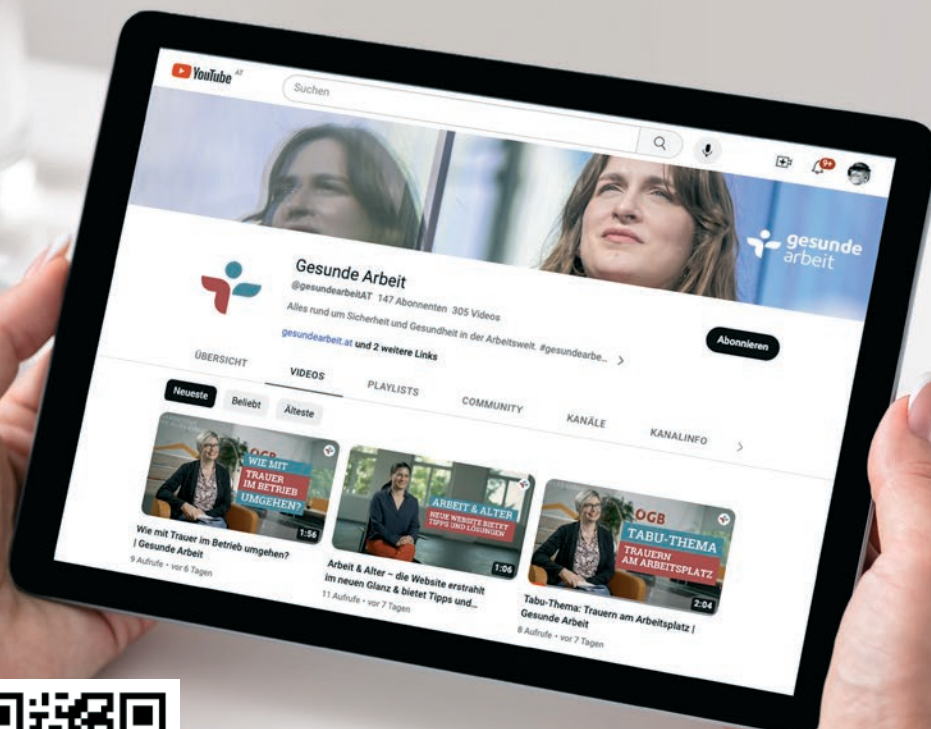 YouTube AT
Suchen
9+
gesunde
arbeit
Gesunde Arbeit
@gesundearbeitAT 147 Abonnenten 305 Videos
Alles rund um Sicherheit und Gesundheit in der Arbeitswelt. #gesundearbe... >
gesundearbeit.at und 2 weitere Links
Abonnieren
ÜBERSICHT
VIDEOS
PLAYLISTS
COMMUNITY
KANÄLE
KANALINFO
>
Neueste
Beliebt
Älteste
OGB
WIE MIT
TRAUER
IM BETRIEB
UMGEHEN?
1:56
Wie mit Trauer im Betrieb umgehen?
| Gesunde Arbeit
9 Aufrufe • vor 6 Tagen
ARBEIT & ALTER
NEUE WEBSITE BIETET
TIPPS UND LÖSUNGEN
1:06
Arbeit & Alter – die Website erstrahlt
im neuen Glanz & bietet Tipps und...
11 Aufrufe • vor 7 Tagen
OGB
TABU-THEMA
TRAUERN
AM ARBEITSPLATZ
2:04
Tabu-Thema: Trauern am Arbeitsplatz |
Gesunde Arbeit
8 Aufrufe • vor 7 Tagen